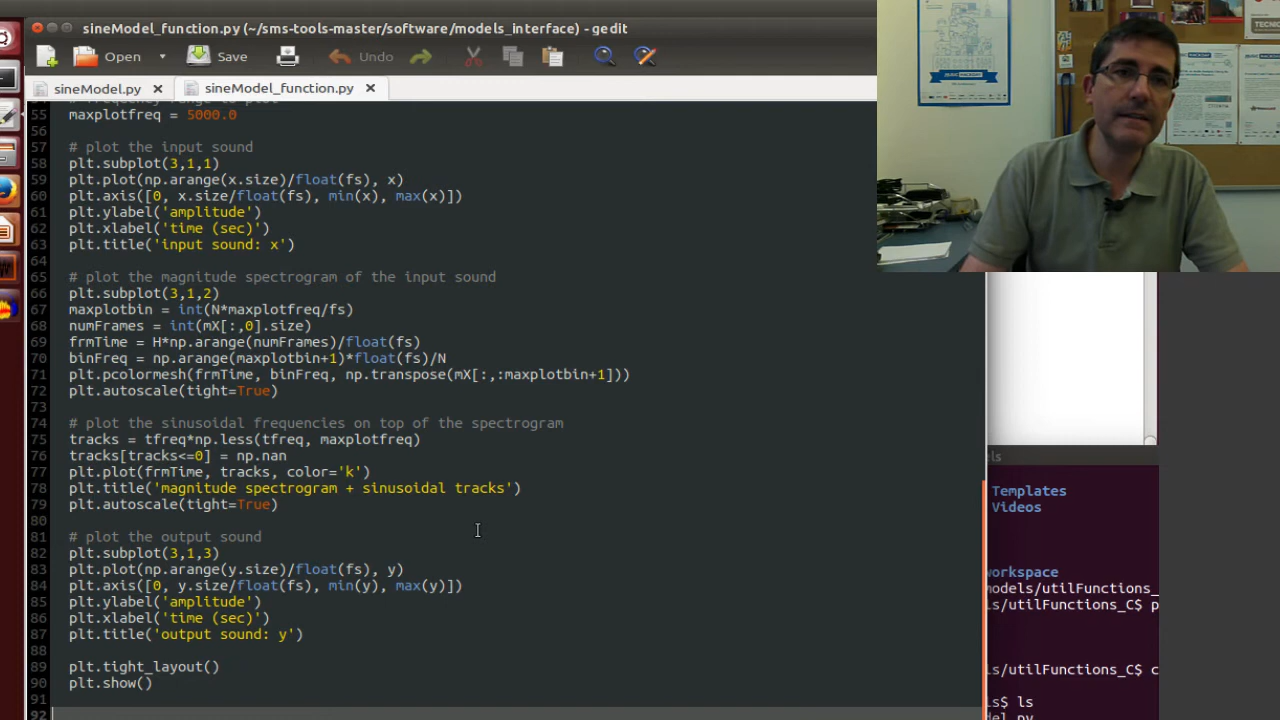 sineModel_function.py (~/sms-tools-master/software/models_interface) - gedit
Open Save Undo
sineModel.py × sineModel_function.py ×
55 maxplotfreq = 5000.0
56
57 # plot the input sound
58 plt.subplot(3,1,1)
59 plt.plot(np.arange(x.size)/float(fs), x)
60 plt.axis([0, x.size/float(fs), min(x), max(x)])
61 plt.ylabel('amplitude')
62 plt.xlabel('time (sec)')
63 plt.title('input sound: x')
64
65 # plot the magnitude spectrogram of the input sound
66 plt.subplot(3,1,2)
67 maxplotbin = int(N*maxplotfreq/fs)
68 numFrames = int(mX[:,0].size)
69 frmTime = H*np.arange(numFrames)/float(fs)
70 binFreq = np.arange(maxplotbin+1)*float(fs)/N
71 plt.pcolormesh(frmTime, binFreq, np.transpose(mX[:,:maxplotbin+1]))
72 plt.autoscale(tight=True)
73
74 # plot the sinusoidal frequencies on top of the spectrogram
75 tracks = tfreq*np.less(tfreq, maxplotfreq)
76 tracks[tracks<=0] = np.nan
77 plt.plot(frmTime, tracks, color='k')
78 plt.title('magnitude spectrogram + sinusoidal tracks')
79 plt.autoscale(tight=True)
80
81 # plot the output sound
82 plt.subplot(3,1,3)
83 plt.plot(np.arange(y.size)/float(fs), y)
84 plt.axis([0, y.size/float(fs), min(y), max(y)])
85 plt.ylabel('amplitude')
86 plt.xlabel('time (sec)')
87 plt.title('output sound: y')
88
89 plt.tight_layout()
90 plt.show()
91
92
els
Templates
Videos
workspace
models/utilFunctions_
ls/utilFunctions_C$ p
ls/utilFunctions_C$ c
ls$ ls
del.py